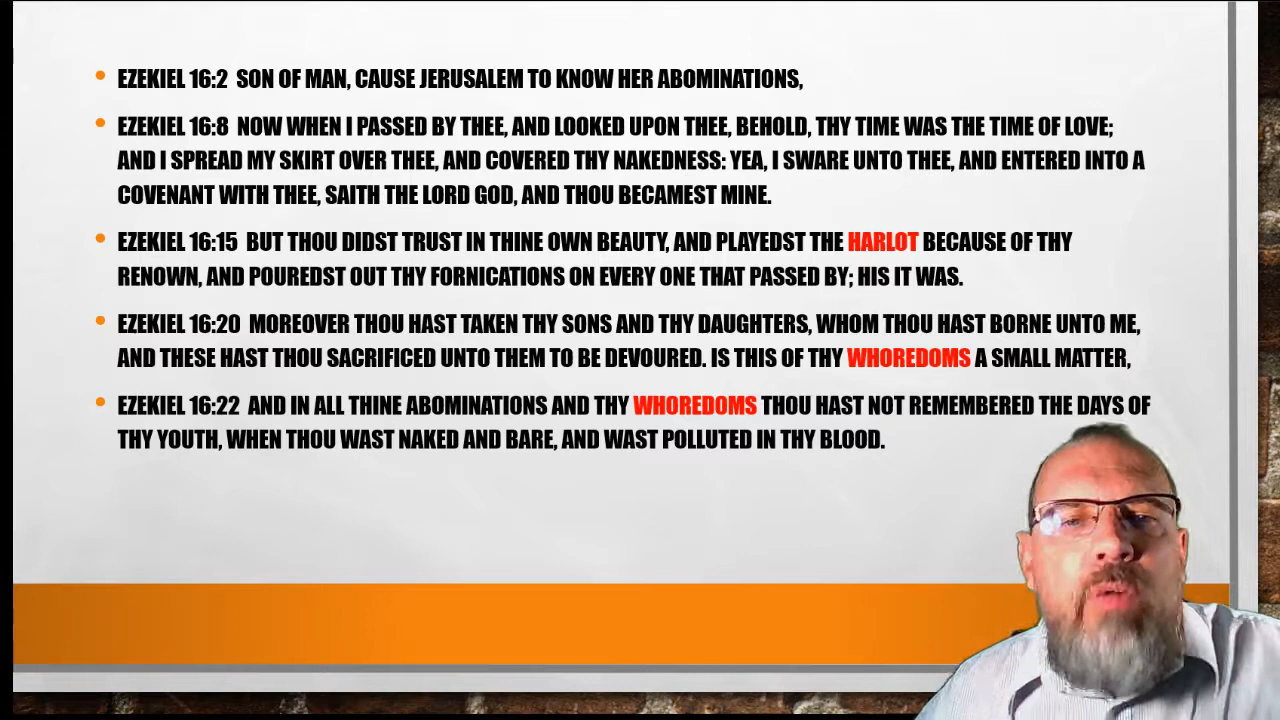 EZEKIEL 16:2 SON OF MAN, CAUSE JERUSALEM TO KNOW HER ABOMINATIONS,
EZEKIEL 16:8 NOW WHEN I PASSED BY THEE, AND LOOKED UPON THEE, BEHOLD, THY TIME WAS THE TIME OF LOVE;
AND I SPREAD MY SKIRT OVER THEE, AND COVERED THY NAKEDNESS: YEA, I SWARE UNTO THEE, AND ENTERED INTO A
COVENANT WITH THEE, SAITH THE LORD GOD, AND THOU BECAMEST MINE.
EZEKIEL 16:15 BUT THOU DIDST TRUST IN THINE OWN BEAUTY, AND PLAYEDST THE HARLOT BECAUSE OF THY
RENOWN, AND POUREDST OUT THY FORNICATIONS ON EVERY ONE THAT PASSED BY; HIS IT WAS.
EZEKIEL 16:20 MOREOVER THOU HAST TAKEN THY SONS AND THY DAUGHTERS, WHOM THOU HAST BORNE UNTO ME,
AND THESE HAST THOU SACRIFICED UNTO THEM TO BE DEVOURED. IS THIS OF THY WHOREDOMS A SMALL MATTER,
EZEKIEL 16:22 AND IN ALL THINE ABOMINATIONS AND THY WHOREDOMS THOU HAST NOT REMEMBERED THE DAYS OF
THY YOUTH, WHEN THOU WAST NAKED AND BARE, AND WAST POLLUTED IN THY BLOOD.